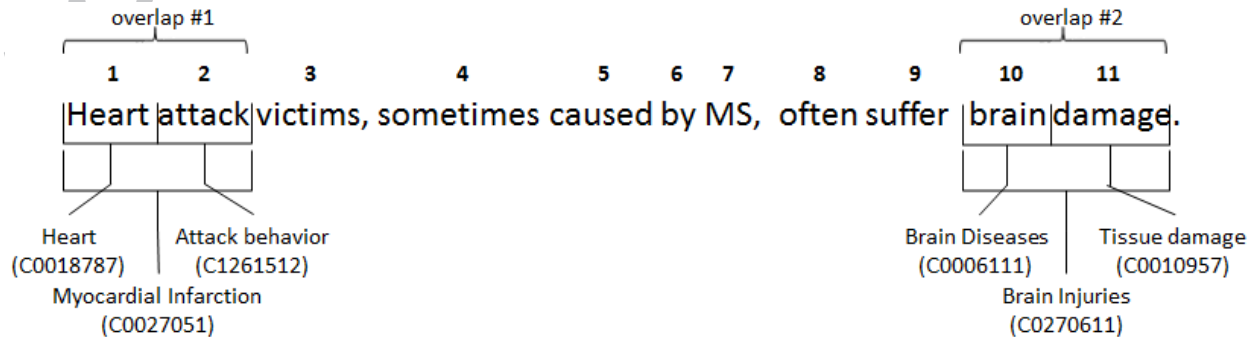 overlap #1 overlap #2
1 2 3 4 5 6 7 8 9 10 11
Heart attack victims, sometimes caused by MS, often suffer brain damage.
Heart Attack behavior Brain Diseases Tissue damage
(C0018787) (C1261512) (C0006111) (C0010957)
Myocardial Infarction Brain Injuries
(C0027051) (C0270611)